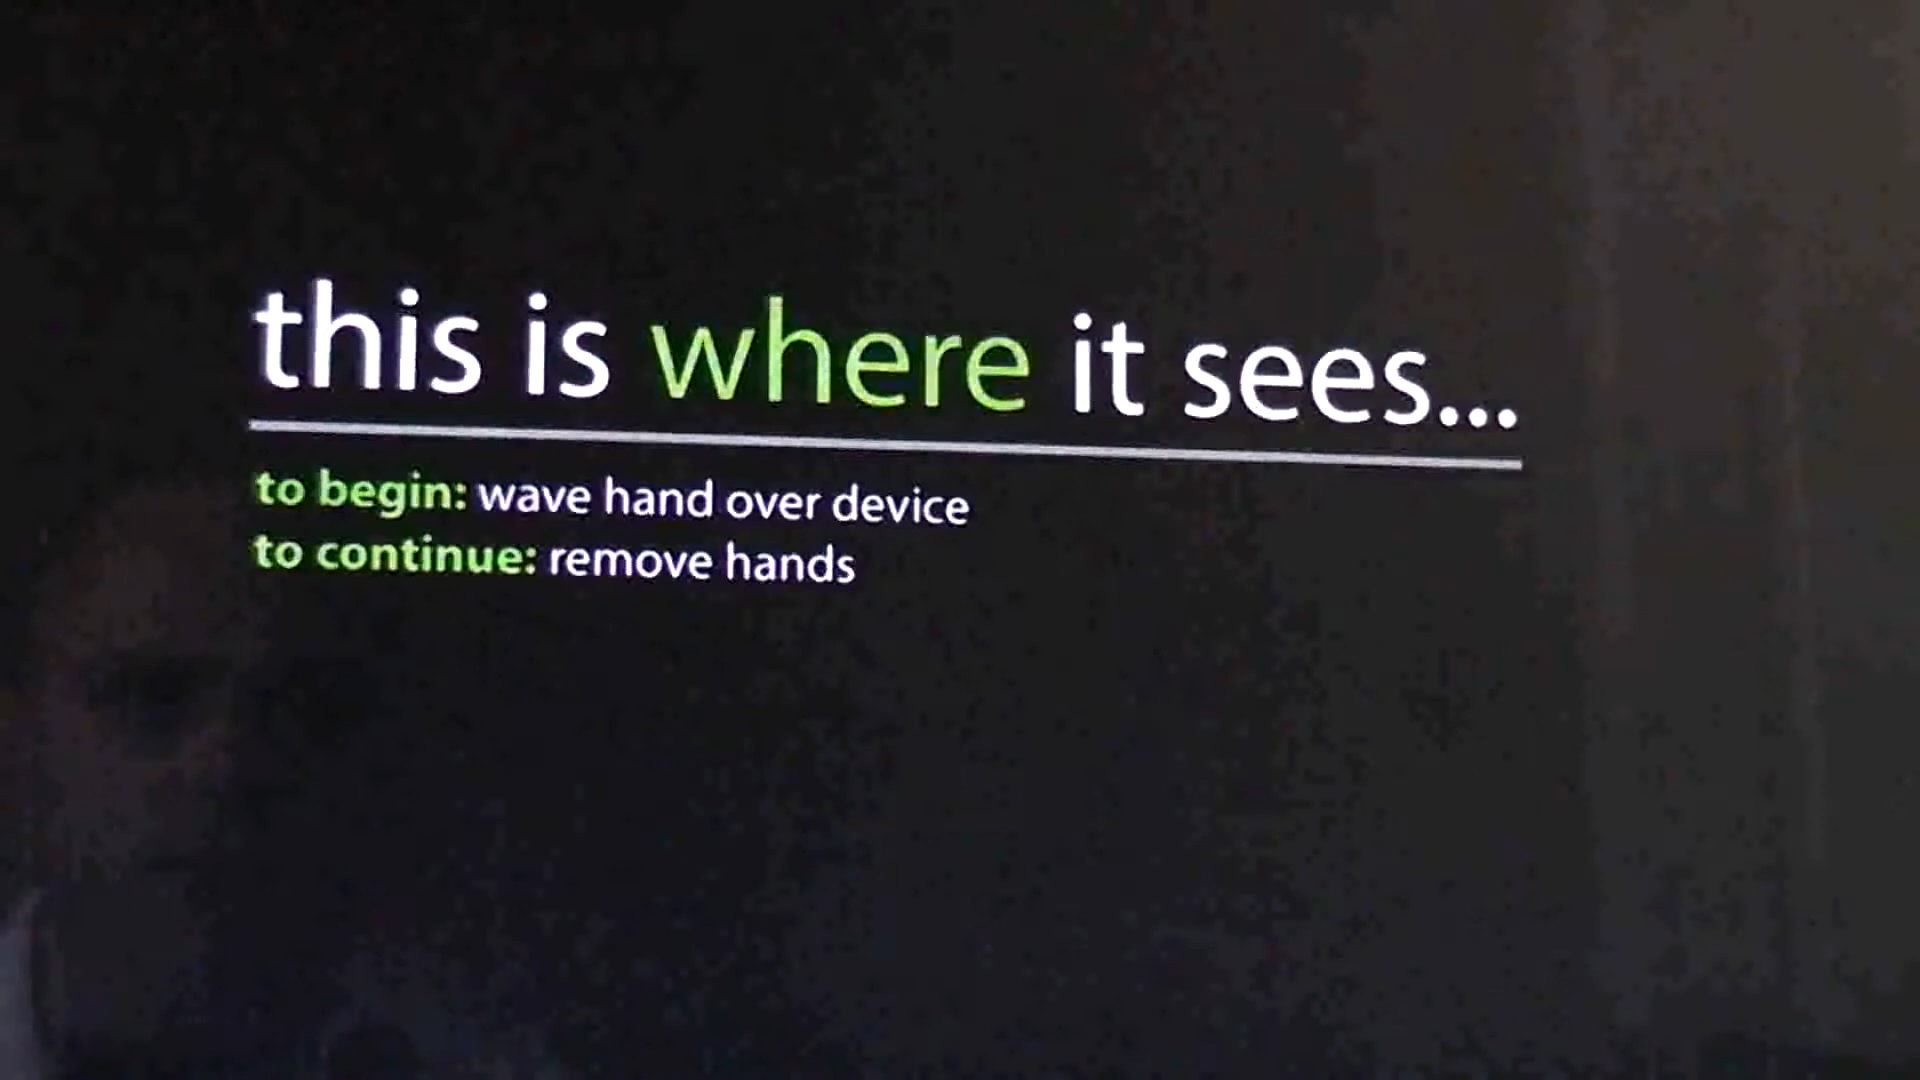 this is where it sees...
to begin: wave hand over device
to continue: remove hands